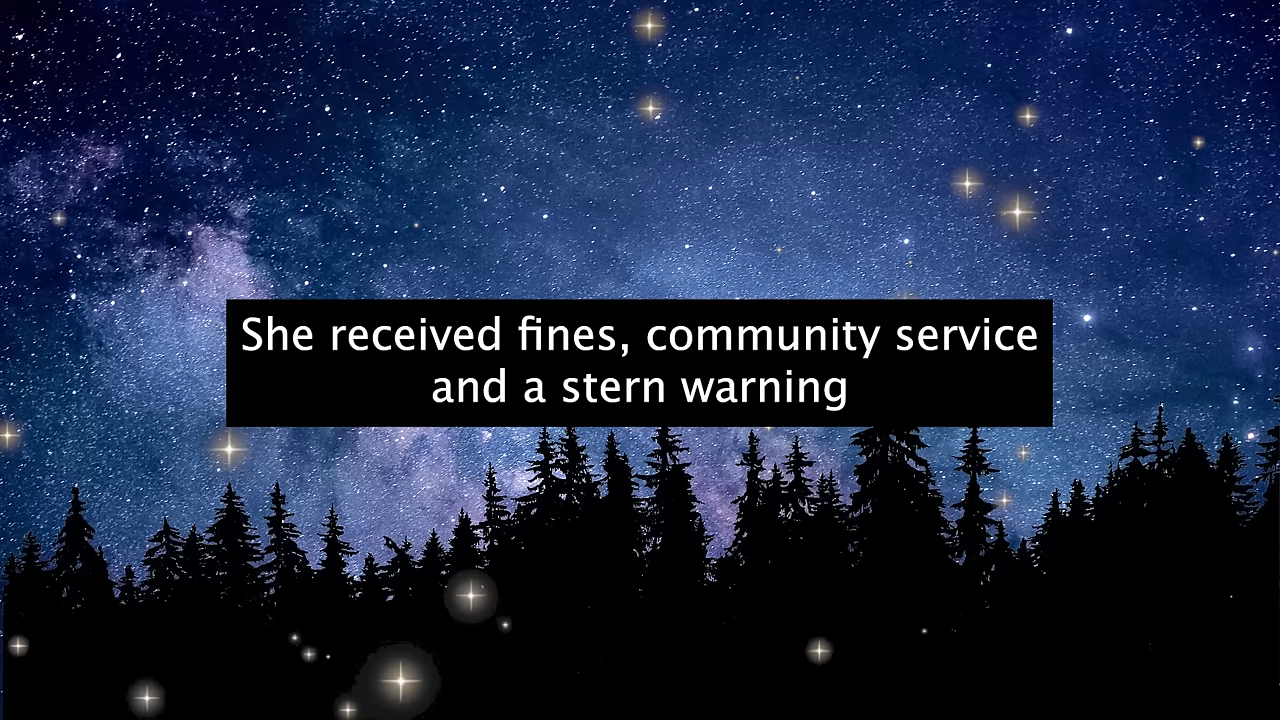 She received fines, community service
and a stern warning